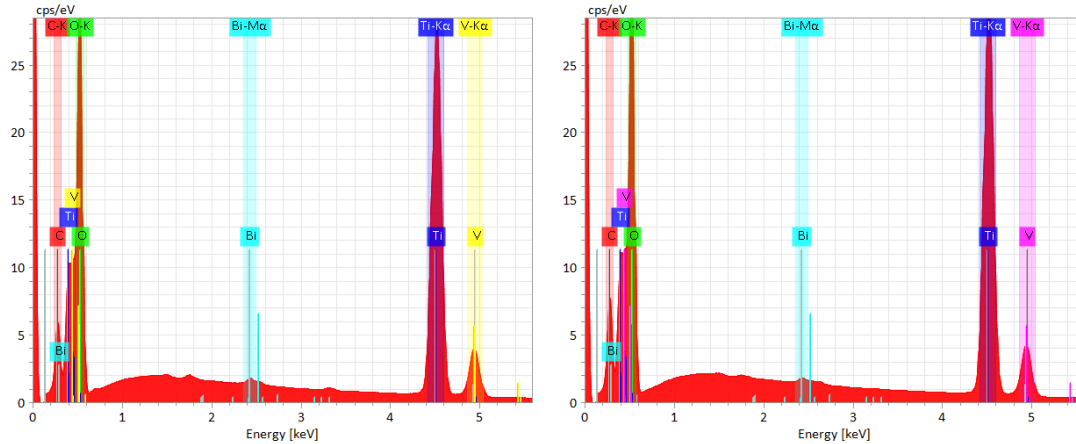 cps/eV
C-K O-K Bi-Mα Ti-Kα V-Kα
25
20
15
10
5
0
V
Ti
C O Bi Ti V
Bi
0 1 2 3 4 5
Energy [keV]
cps/eV
C-K O-K Bi-Mα Ti-Kα V-Kα
25
20
15
10
5
0
V
Ti
C O Bi Ti V
Bi
0 1 2 3 4 5
Energy [keV]